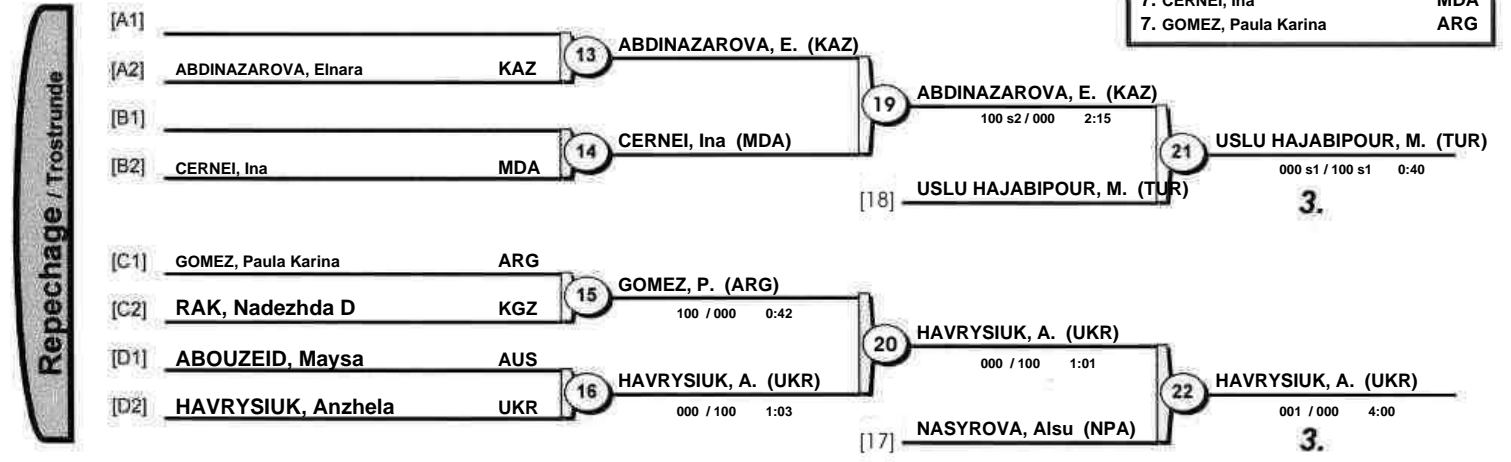 7. CERNEI, Ina MDA
7. GOMEZ, Paula Karina ARG
Repechage / Trostrunde
[A1]
[A2] ABDINAZAROVA, Elnara KAZ
13 ABDINAZAROVA, E. (KAZ)
[B1]
[B2] CERNEI, Ina MDA
14 CERNEI, Ina (MDA)
19 ABDINAZAROVA, E. (KAZ)
100 s2 / 000 2:15
[18] USLU HAJABIPOUR, M. (TUR)
21 USLU HAJABIPOUR, M. (TUR)
000 s1 / 100 s1 0:40
3.
[C1] GOMEZ, Paula Karina ARG
[C2] RAK, Nadezhda D KGZ
15 GOMEZ, P. (ARG)
100 / 000 0:42
[D1] ABOUZEID, Maysa AUS
[D2] HAVRYSIUK, Anzhela UKR
16 HAVRYSIUK, A. (UKR)
000 / 100 1:03
20 HAVRYSIUK, A. (UKR)
000 / 100 1:01
[17] NASYROVA, Alsu (NPA)
22 HAVRYSIUK, A. (UKR)
001 / 000 4:00
3.